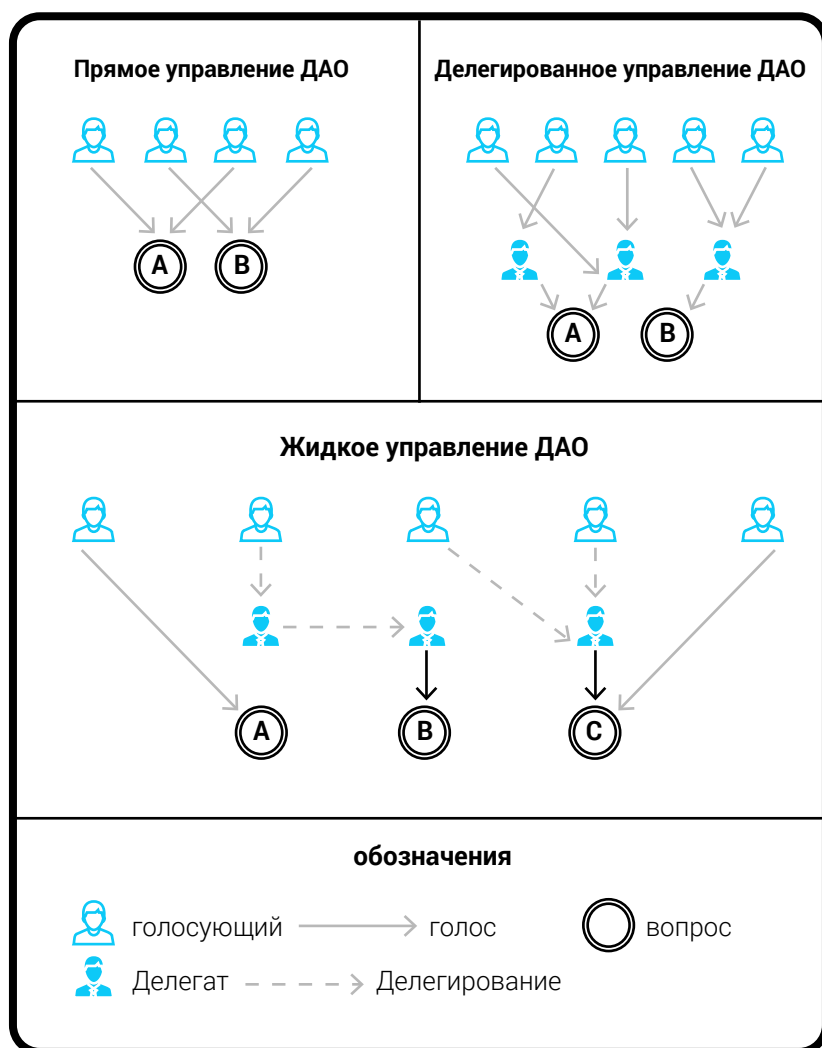 Прямое управление ДАО
Делегированное управление ДАО
A
B
A
B
Жидкое управление ДАО
A
B
C
обозначения
голосующий
голос
вопрос
Делегат
Делегирование